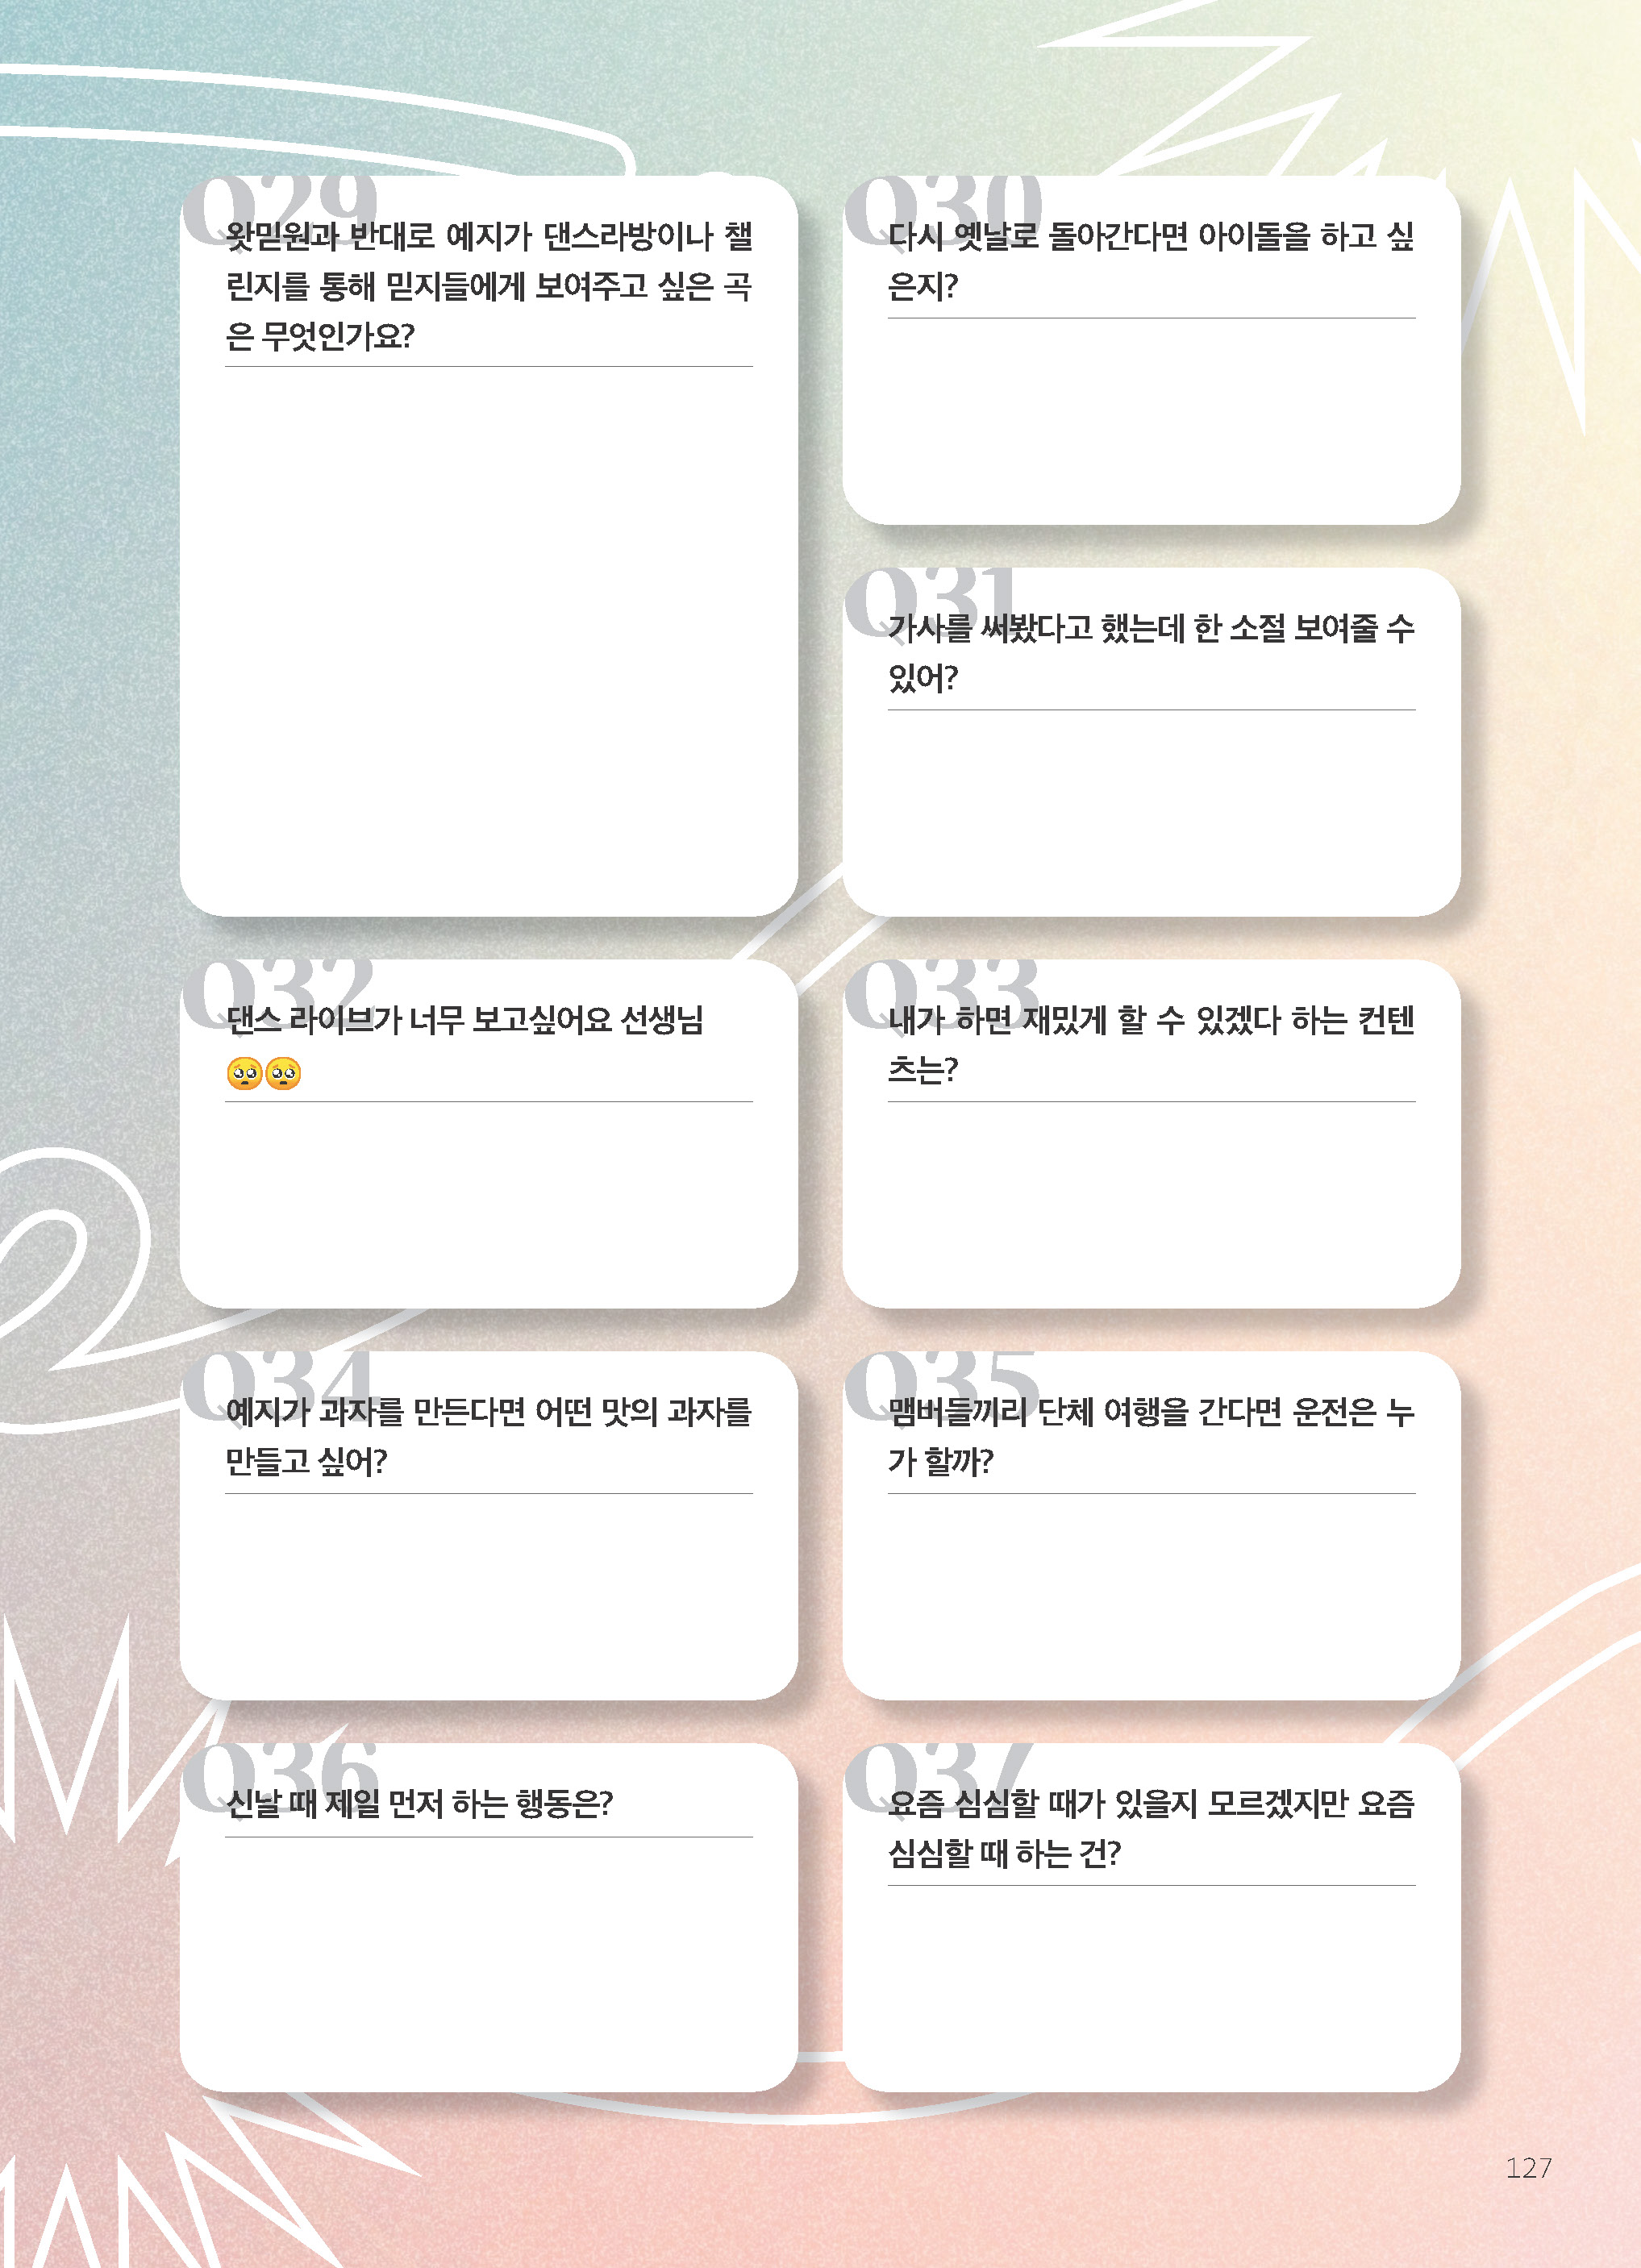 Q29
왓믿원과 반대로 예지가 댄스라방이나 챌
린지를 통해 믿지들에게 보여주고 싶은 곡
은 무엇인가요?
Q30
다시 옛날로 돌아간다면 아이돌을 하고 싶
은지?
Q31
가사를 써봤다고 했는데 한 소절 보여줄 수
있어?
Q32
댄스 라이브가 너무 보고싶어요 선생님
🥺🥺
Q33
내가 하면 재밌게 할 수 있겠다 하는 컨텐
츠는?
Q34
예지가 과자를 만든다면 어떤 맛의 과자를
만들고 싶어?
Q35
맴버들끼리 단체 여행을 간다면 운전은 누
가 할까?
Q36
신날 때 제일 먼저 하는 행동은?
Q37
요즘 심심할 때가 있을지 모르겠지만 요즘
심심할 때 하는 건?
127